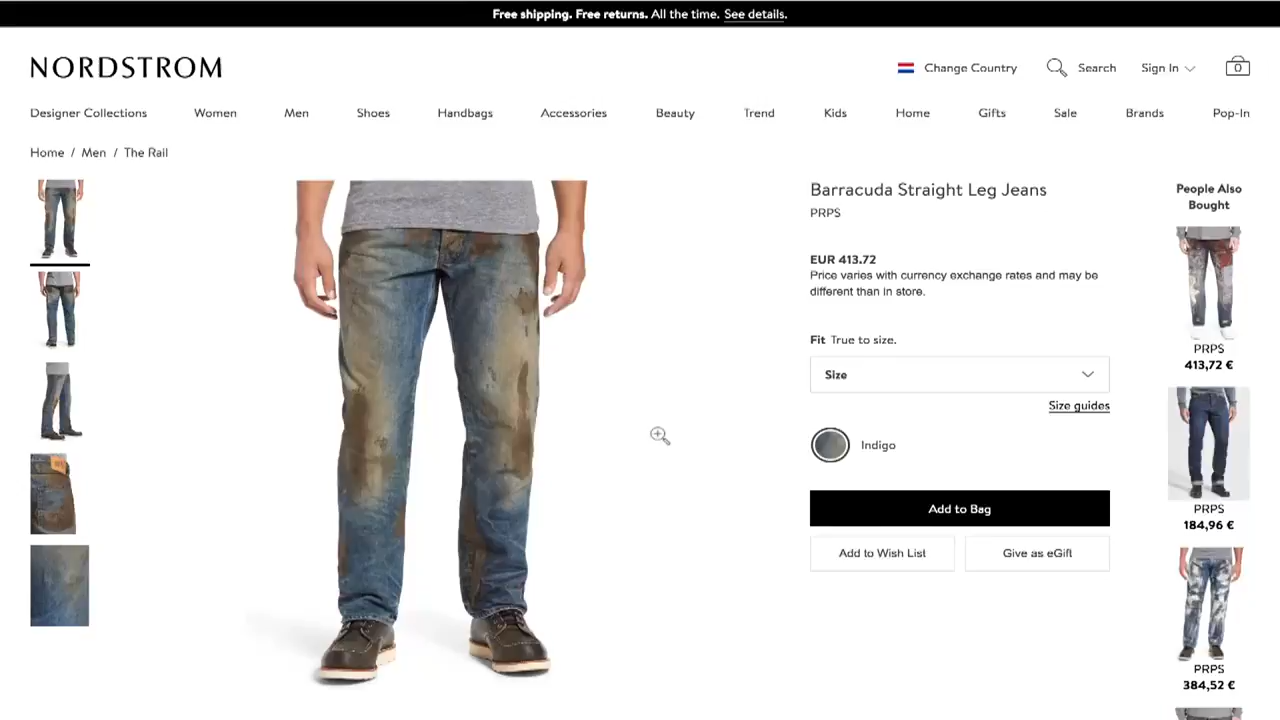 Free shipping. Free returns. All the time. See details.
NORDSTROM
Change Country
Search
Sign In
0
Designer Collections
Women
Men
Shoes
Handbags
Accessories
Beauty
Trend
Kids
Home
Gifts
Sale
Brands
Pop-In
Home / Men / The Rail
Barracuda Straight Leg Jeans
PRPS
EUR 413.72
Price varies with currency exchange rates and may be
different than in store.
Fit True to size.
Size
Size guides
Indigo
Add to Bag
Add to Wish List
Give as eGift
People Also
Bought
PRPS
413,72 €
PRPS
184,96 €
PRPS
384,52 €